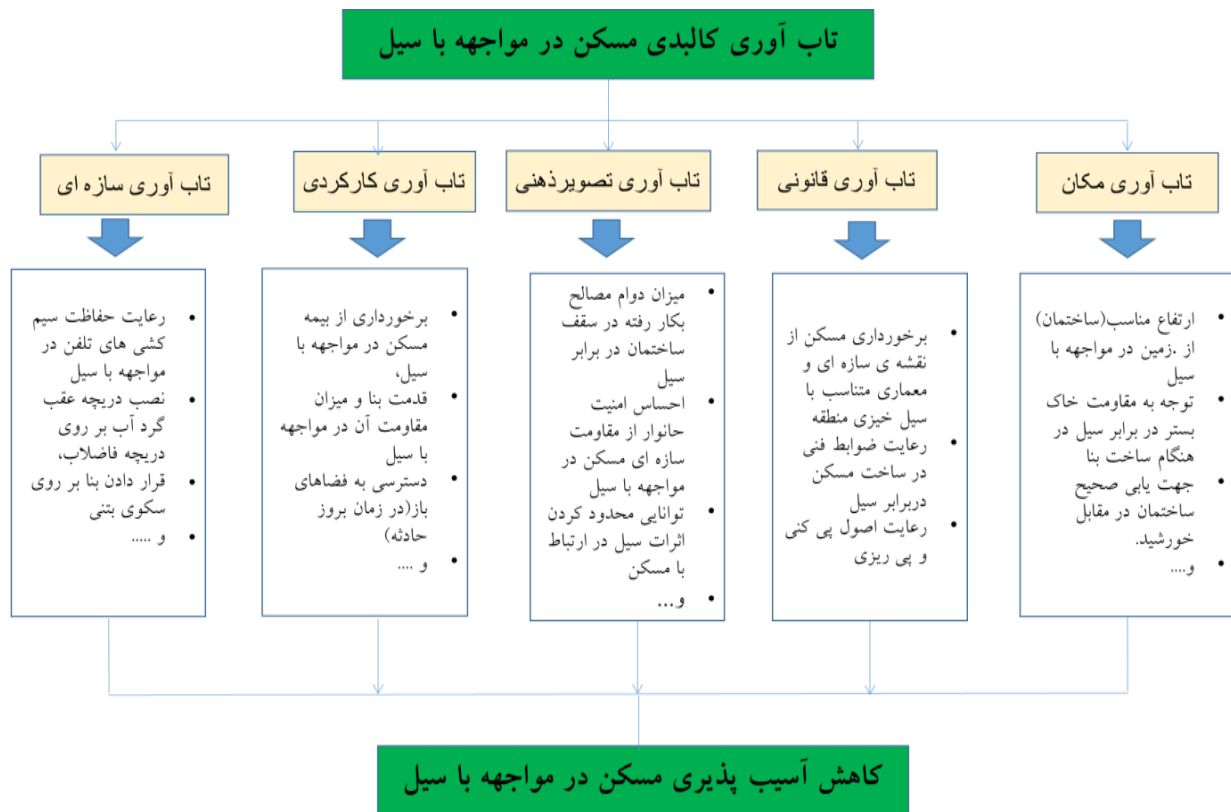 تاب آوری کالبدی مسکن در مواجهه با سیل
تاب آوری مکان
تاب آوری قانونی
تاب آوری تصویرذهنی
تاب آوری کارکردی
تاب آوری سازه ای
• ارتفاع مناسب(ساختمان)
از .زمین در مواجهه با
سیل
• توجه به مقاومت خاک
بستر در برابر سیل در
هنگام ساخت بنا
• جهت یابی صحیح
ساختمان در مقابل
خورشید.
• و....
• برخورداری مسکن از
نقشه ی سازه ای و
معماری متناسب با
سیل خیزی منطقه
• رعایت ضوابط فنی
در ساخت مسکن
دربرابر سیل
• رعایت اصول پی کنی
و پی ریزی
• میزان دوام مصالح
بکار رفته در سقف
ساختمان در برابر
سیل
• احساس امنیت
حانوار از مقاومت
سازه ای مسکن در
مواجهه با سیل
• توانایی محدود کردن
اثرات سیل در ارتباط
با مسکن
• و...
• برخورداری از بیمه
مسکن در مواجهه با
سیل،
• قدمت بنا و میزان
مقاومت آن در مواجهه
با سیل
• دسترسی به فضاهای
باز(در زمان بروز
حادثه)
• و ....
• رعایت حفاظت سیم
کشی های تلفن در
مواجهه با سیل
• نصب دریچه عقب
گرد آب بر روی
دریچه فاضلاب،
• قرار دادن بنا بر روی
سکوی بتنی
• و .....
کاهش آسیب پذیری مسکن در مواجهه با سیل